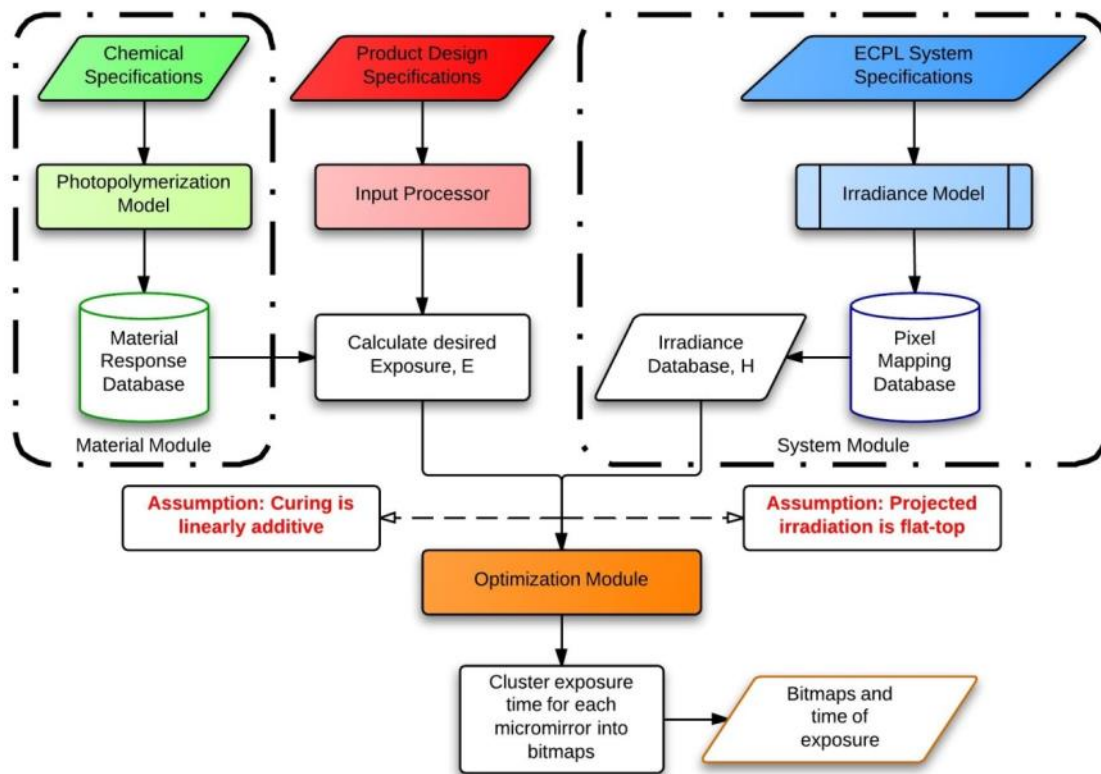 Chemical
Specifications
Product Design
Specifications
ECPL System
Specifications
Photopolymerization
Model
Input Processor
Irradiance Model
Material
Response
Database
Calculate desired
Exposure, E
Irradiance
Database, H
Pixel
Mapping
Database
Material Module
System Module
Assumption: Curing is
linearly additive
Assumption: Projected
irradiation is flat-top
Optimization Module
Cluster exposure
time for each
micromirror into
bitmaps
Bitmaps and
time of
exposure